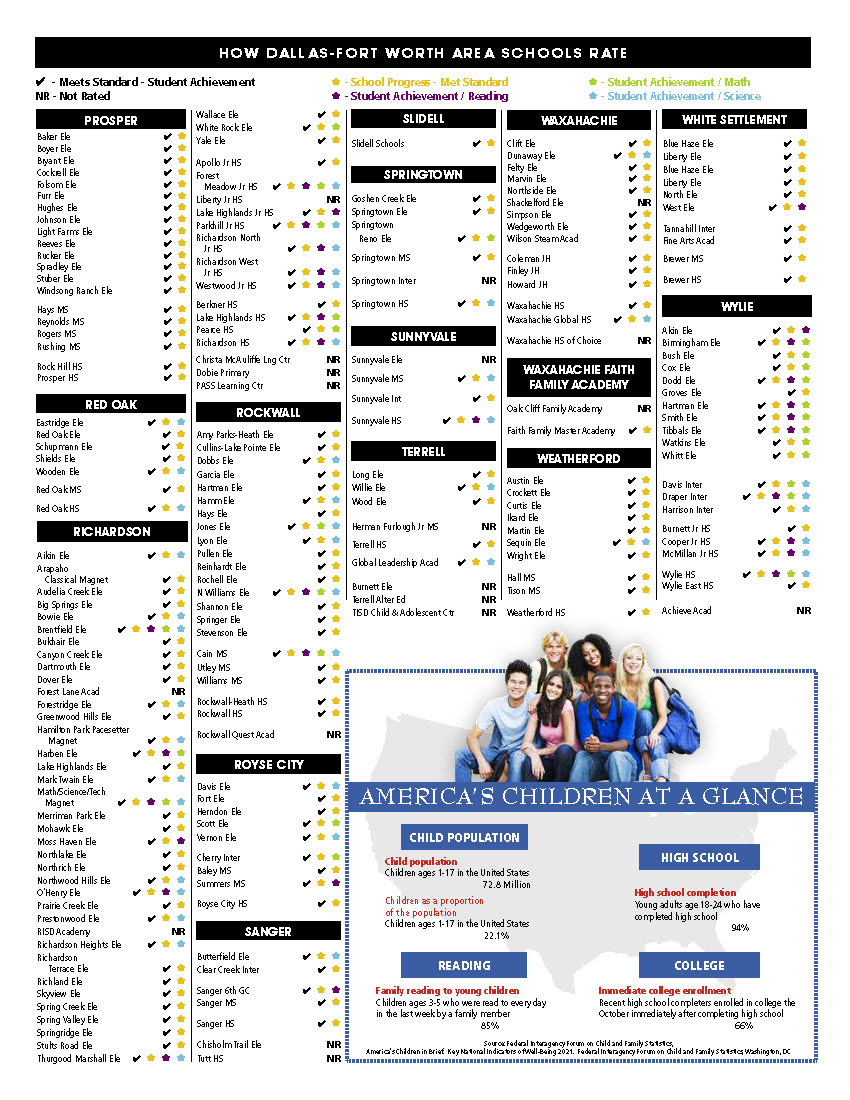 HOW DALLAS-FORT WORTH AREA SCHOOLS RATE
- Meets Standard - Student Achievement
NR - Not Rated
- School Progress - Met Standard
- Student Achievement / Reading
- Student Achievement / Math
- Student Achievement / Science
PROSPER
Baker Ele
Boyer Ele
Bryant Ele
Cockrell Ele
Folsom Ele
Furr Ele
Hughes Ele
Johnson Ele
Light Farms Ele
Reeves Ele
Rucker Ele
Spradley Ele
Stuber Ele
Windsong Ranch Ele
Hays MS
Reynolds MS
Rogers MS
Rushing MS
Rock Hill HS
Prosper HS
RED OAK
Eastridge Ele
Red Oak Ele
Schupmann Ele
Shields Ele
Wooden Ele
Red Oak MS
Red Oak HS
RICHARDSON
Aikin Ele
Arapaho
Classical Magnet
Audelia Creek Ele
Big Springs Ele
Bowie Ele
Brentfield Ele
Bukhair Ele
Canyon Creek Ele
Dartmouth Ele
Dover Ele
Forest Lane Acad NR
Forestridge Ele
Greenwood Hills Ele
Hamilton Park Pacesetter
Magnet
Harben Ele
Lake Highlands Ele
Mark Twain Ele
Math/Science/Tech
Magnet
Merriman Park Ele
Mohawk Ele
Moss Haven Ele
Northlake Ele
Northrich Ele
Northwood Hills Ele
O'Henry Ele
Prairie Creek Ele
Prestonwood Ele
RISD Academy NR
Richardson Heights Ele
Richardson
Terrace Ele
Richland Ele
Skyview Ele
Spring Creek Ele
Spring Valley Ele
Springridge Ele
Stults Road Ele
Thurgood Marshall Ele
Wallace Ele
White Rock Ele
Yale Ele
Apollo Jr HS
Forest
Meadow Jr HS
Liberty Jr HS NR
Lake Highlands Jr HS
Parkhill Jr HS
Richardson North
Jr HS
Richardson West
Jr HS
Westwood Jr HS
Berkner HS
Lake Highlands HS
Pearce HS
Richardson HS
Christa McAuliffe Lng Ctr NR
Dobie Primary NR
PASS Learning Ctr NR
ROCKWALL
Amy Parks-Heath Ele
Cullins-Lake Pointe Ele
Dobbs Ele
Garcia Ele
Hartman Ele
Hamm Ele
Hays Ele
Jones Ele
Lyon Ele
Pullen Ele
Reinhardt Ele
Rochell Ele
N Williams Ele
Shannon Ele
Springer Ele
Stevenson Ele
Cain MS
Utley MS
Williams MS
Rockwall-Heath HS
Rockwall HS
Rockwall Quest Acad NR
ROYSE CITY
Davis Ele
Fort Ele
Herndon Ele
Scott Ele
Vernon Ele
Cherry Inter
Baley MS
Summers MS
Royse City HS
SANGER
Butterfield Ele
Clear Creek Inter
Sanger 6th GC
Sanger MS
Sanger HS
Chisholm Trail Ele NR
Tutt HS NR
SLIDELL
Slidell Schools
SPRINGTOWN
Goshen Creek Ele
Springtown Ele
Springtown
Reno Ele
Springtown MS
Springtown Inter NR
Springtown HS
SUNNYVALE
Sunnyvale Ele NR
Sunnyvale MS
Sunnyvale Int
Sunnyvale HS
TERRELL
Long Ele
Willie Ele
Wood Ele
Herman Furlough Jr MS NR
Terrell HS
Global Leadership Acad
Burnett Ele NR
Terrell Alter Ed NR
TISD Child & Adolescent Ctr NR
WAXAHACHIE
Clift Ele
Dunaway Ele
Felty Ele
Marvin Ele
Northside Ele
Shackelford Ele NR
Simpson Ele
Wedgeworth Ele
Wilson Steam Acad
Coleman JH
Finley JH
Howard JH
Waxahachie HS
Waxahachie Global HS
Waxahachie HS of Choice NR
WAXAHACHIE FAITH
FAMILY ACADEMY
Oak Cliff Family Academy NR
Faith Family Master Academy
WEATHERFORD
Austin Ele
Crockett Ele
Curtis Ele
Ikard Ele
Martin Ele
Sequin Ele
Wright Ele
Hall MS
Tison MS
Weatherford HS
WHITE SETTLEMENT
Blue Haze Ele
Liberty Ele
Blue Haze Ele
Liberty Ele
North Ele
West Ele
Tannahill Inter
Fine Arts Acad
Brewer MS
Brewer HS
WYLIE
Akin Ele
Birmingham Ele
Bush Ele
Cox Ele
Dodd Ele
Groves Ele
Hartman Ele
Smith Ele
Tibbals Ele
Watkins Ele
Whitt Ele
Davis Inter
Draper Inter
Harrison Inter
Burnett Jr HS
Cooper Jr HS
McMillan Jr HS
Wylie HS
Wylie East HS
Achieve Acad NR
AMERICA'S CHILDREN AT A GLANCE
CHILD POPULATION
Child population
Children ages 1-17 in the United States
72.8 Million
Children as a proportion
of the population
Children ages 1-17 in the United States
22.1%
HIGH SCHOOL
High school completion
Young adults age 18-24 who have
completed high school
94%
READING
Family reading to young children
Children ages 3-5 who were read to every day
in the last week by a family member
85%
COLLEGE
Immediate college enrollment
Recent high school completers enrolled in college the
October immediately after completing high school
66%
Source: Federal Interagency Forum on Child and Family Statistics,
America's Children in Brief: Key National Indicators of Well-Being 2021. Federal Interagency Forum on Child and Family Statistics, Washington, DC